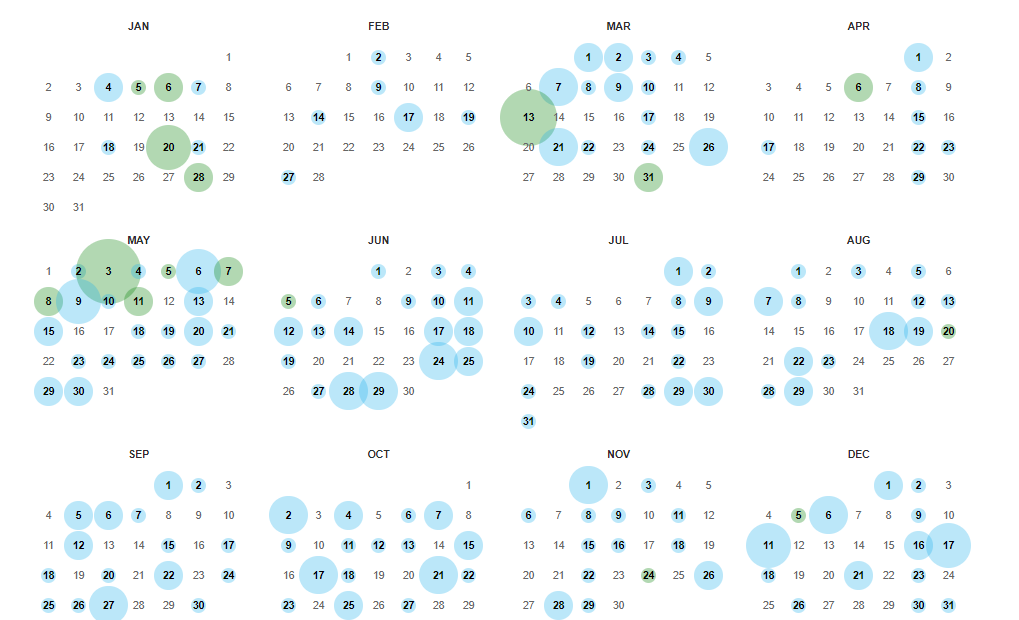 JAN FEB MAR APR
1 1 2 3 4 5 1 2 3 4 5 1 2
2 3 4 5 6 7 8 6 7 8 9 10 11 12 6 7 8 9 10 11 12 3 4 5 6 7 8 9
9 10 11 12 13 14 15 13 14 15 16 17 18 19 13 14 15 16 17 18 19 10 11 12 13 14 15 16
16 17 18 19 20 21 22 20 21 22 23 24 25 26 20 21 22 23 24 25 26 17 18 19 20 21 22 23
23 24 25 26 27 28 29 27 28 27 28 29 30 31 24 25 26 27 28 29 30
30 31
MAY JUN JUL AUG
1 2 3 4 5 6 7 1 2 3 4 1 2 1 2 3 4 5 6
8 9 10 11 12 13 14 5 6 7 8 9 10 11 3 4 5 6 7 8 9 7 8 9 10 11 12 13
15 16 17 18 19 20 21 12 13 14 15 16 17 18 10 11 12 13 14 15 16 14 15 16 17 18 19 20
22 23 24 25 26 27 28 19 20 21 22 23 24 25 17 18 19 20 21 22 23 21 22 23 24 25 26 27
29 30 31 26 27 28 29 30 24 25 26 27 28 29 30 28 29 30 31
31
SEP OCT NOV DEC
1 2 3 1 1 2 3 4 5 1 2 3
4 5 6 7 8 9 10 2 3 4 5 6 7 8 6 7 8 9 10 11 12 4 5 6 7 8 9 10
11 12 13 14 15 16 17 9 10 11 12 13 14 15 13 14 15 16 17 18 19 11 12 13 14 15 16 17
18 19 20 21 22 23 24 16 17 18 19 20 21 22 20 21 22 23 24 25 26 18 19 20 21 22 23 24
25 26 27 28 29 30 23 24 25 26 27 28 29 27 28 29 30 25 26 27 28 29 30 31